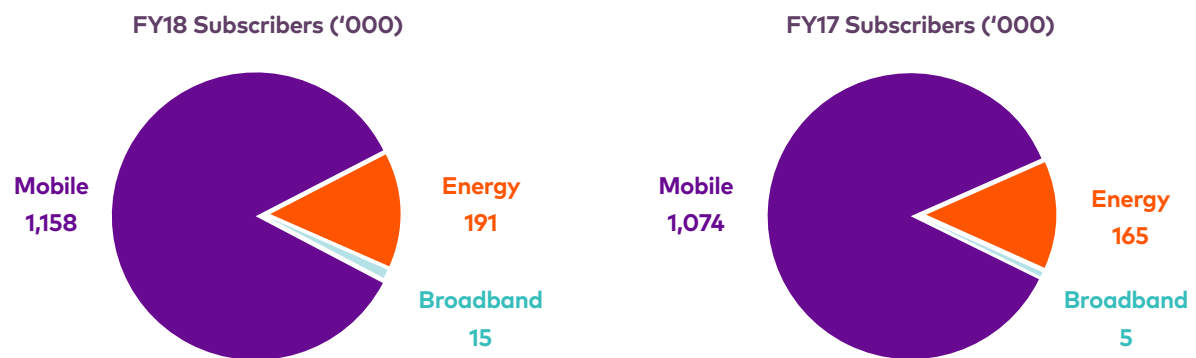 FY18 Subscribers (‘000)
Mobile
1,158
Energy
191
Broadband
15
FY17 Subscribers (‘000)
Mobile
1,074
Energy
165
Broadband
5